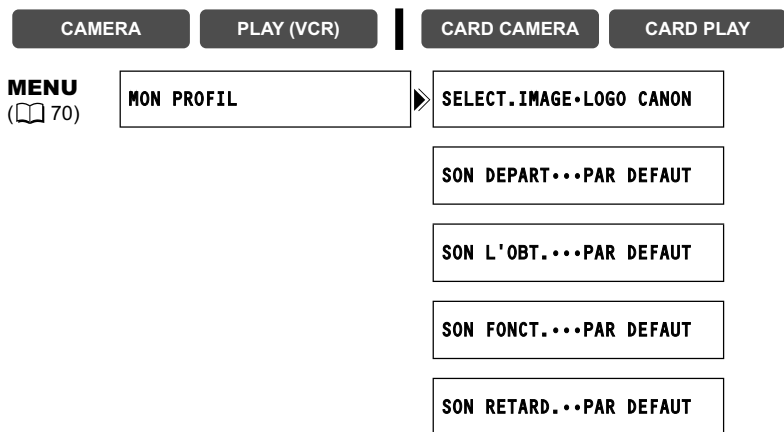 CAMERA PLAY (VCR) CARD CAMERA CARD PLAY
MENU MON PROFIL SELECT.IMAGE•LOGO CANON
( 70)
SON DEPART•••PAR DEFAUT
SON L'OBT.•••PAR DEFAUT
SON FONCT.•••PAR DEFAUT
SON RETARD.••PAR DEFAUT